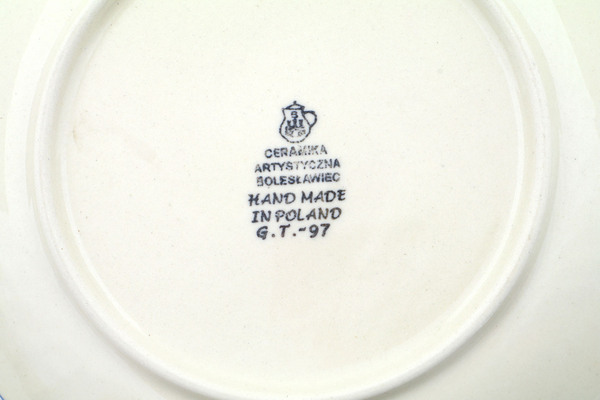 CERAMIKA
ARTYSTYCZNA
BOLESŁAWIEC
HAND MADE
IN POLAND
G.T.-97